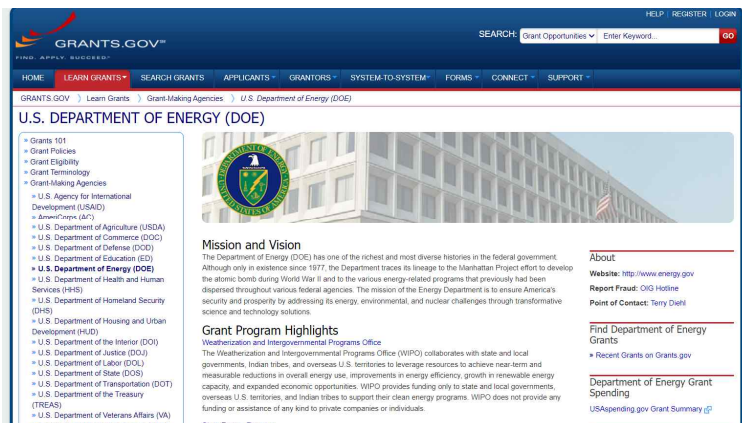 HELP | REGISTER | LOGIN
GRANTS.GOV℠
FIND. APPLY. SUCCEED.℠
SEARCH: Grant Opportunities Enter Keyword... GO
HOME LEARN GRANTS SEARCH GRANTS APPLICANTS GRANTORS SYSTEM-TO-SYSTEM FORMS CONNECT SUPPORT
GRANTS.GOV 〉 Learn Grants 〉 Grant-Making Agencies 〉 U.S. Department of Energy (DOE)
U.S. DEPARTMENT OF ENERGY (DOE)
» Grants 101
» Grant Policies
» Grant Eligibility
» Grant Terminology
» Grant-Making Agencies
» U.S. Agency for International
Development (USAID)
» AmeriCorps (AC)
» U.S. Department of Agriculture (USDA)
» U.S. Department of Commerce (DOC)
» U.S. Department of Defense (DOD)
» U.S. Department of Education (ED)
» U.S. Department of Energy (DOE)
» U.S. Department of Health and Human
Services (HHS)
» U.S. Department of Homeland Security
(DHS)
» U.S. Department of Housing and Urban
Development (HUD)
» U.S. Department of the Interior (DOI)
» U.S. Department of Justice (DOJ)
» U.S. Department of Labor (DOL)
» U.S. Department of State (DOS)
» U.S. Department of Transportation (DOT)
» U.S. Department of the Treasury
(TREAS)
» U.S. Department of Veterans Affairs (VA)
DEPARTMENT OF ENERGY
UNITED STATES OF AMERICA
Mission and Vision
The Department of Energy (DOE) has one of the richest and most diverse histories in the federal government.
Although only in existence since 1977, the Department traces its lineage to the Manhattan Project effort to develop
the atomic bomb during World War II and to the various energy-related programs that previously had been
dispersed throughout various federal agencies. The mission of the Energy Department is to ensure America's
security and prosperity by addressing its energy, environmental, and nuclear challenges through transformative
science and technology solutions.
Grant Program Highlights
Weatherization and Intergovernmental Programs Office
The Weatherization and Intergovernmental Programs Office (WIPO) collaborates with state and local
governments, Indian tribes, and overseas U.S. territories to leverage resources to achieve near-term and
measurable reductions in overall energy use, improvements in energy efficiency, growth in renewable energy
capacity, and expanded economic opportunities. WIPO provides funding only to state and local governments,
overseas U.S. territories, and Indian tribes to support their clean energy programs. WIPO does not provide any
funding or assistance of any kind to private companies or individuals.
About
Website: http://www.energy.gov
Report Fraud: OIG Hotline
Point of Contact: Terry Diehl
Find Department of Energy
Grants
» Recent Grants on Grants.gov
Department of Energy Grant
Spending
USAspending.gov Grant Summary